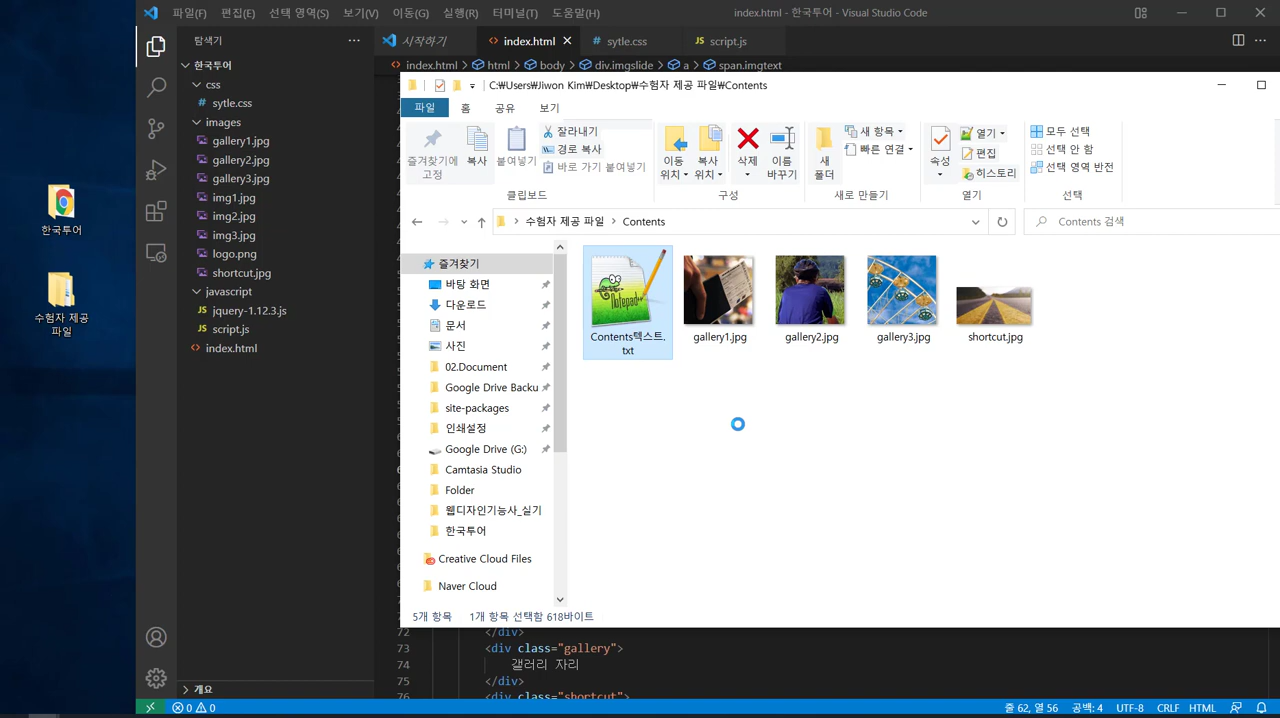 파일(F) 편집(E) 선택 영역(S) 보기(V) 이동(G) 실행(R) 터미널(T) 도움말(H) index.html - 한국투어 - Visual Studio Code
탐색기
시작하기 index.html sytle.css script.js
index.html html body div.imgslide a span.imgtext
한국투어
css
sytle.css
images
gallery1.jpg
gallery2.jpg
gallery3.jpg
img1.jpg
img2.jpg
img3.jpg
logo.png
shortcut.jpg
javascript
jquery-1.12.3.js
script.js
index.html
개요
한국투어
수험자 제공
파일
C:₩Users₩Jiwon Kim₩Desktop₩수험자 제공 파일₩Contents
파일 홈 공유 보기
즐겨찾기에
고정
복사
붙여넣기
잘라내기
경로 복사
바로 가기 붙여넣기
클립보드
이동
위치
복사
위치
삭제
이름
바꾸기
구성
새
폴더
새 항목
빠른 연결
새로 만들기
속성
열기
편집
히스토리
열기
모두 선택
선택 안 함
선택 영역 반전
선택
수험자 제공 파일 Contents
Contents 검색
즐겨찾기
바탕 화면
다운로드
문서
사진
02.Document
Google Drive Backu
site-packages
인쇄설정
Google Drive (G:)
Camtasia Studio
Folder
웹디자인기능사_실기
한국투어
Creative Cloud Files
Naver Cloud
Notepad++
Contents텍스트.
txt
gallery1.jpg
gallery2.jpg
gallery3.jpg
shortcut.jpg
5개 항목 1개 항목 선택함 618바이트
72 </div>
73 <div class="gallery">
74 갤러리 자리
75 </div>
76 <div class="shortcut">
0 0 줄 62, 열 56 공백: 4 UTF-8 CRLF HTML